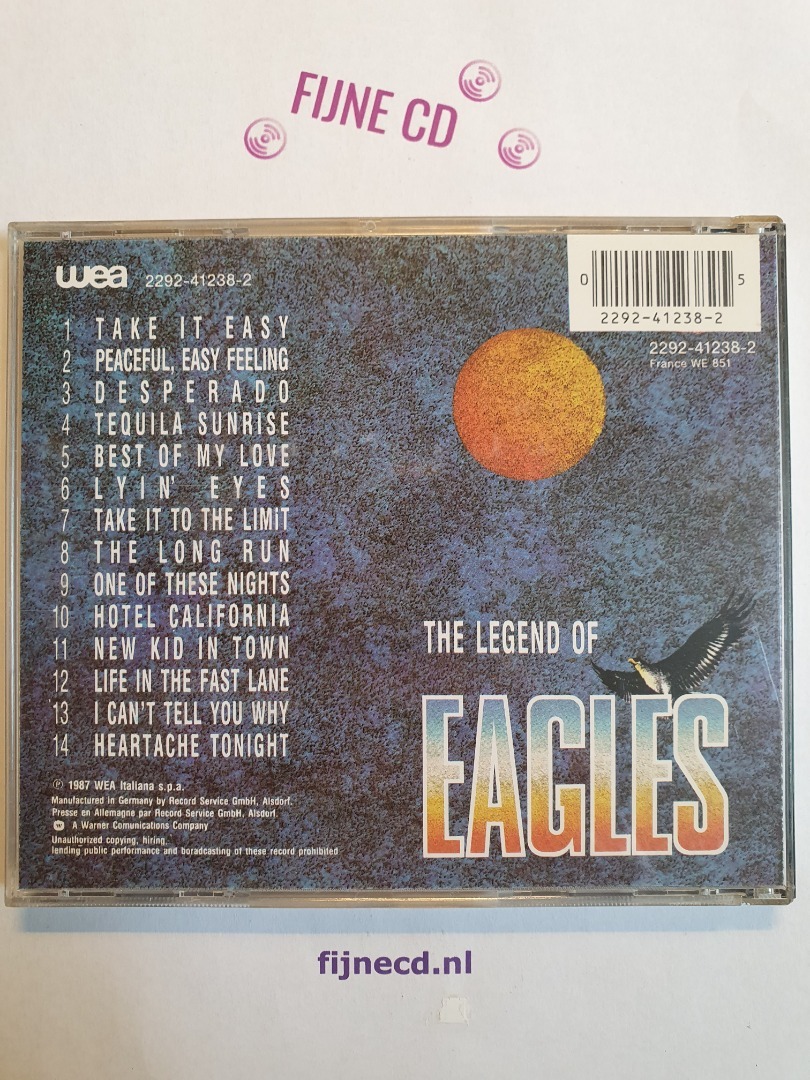 FIJNE CD
wea 2292-41238-2
0 5
2292-41238-2
2292-41238-2
France WE 851
1 TAKE IT EASY
2 PEACEFUL, EASY FEELING
3 DESPERADO
4 TEQUILA SUNRISE
5 BEST OF MY LOVE
6 LYIN' EYES
7 TAKE IT TO THE LIMiT
8 THE LONG RUN
9 ONE OF THESE NIGHTS
10 HOTEL CALIFORNIA
11 NEW KID IN TOWN
12 LIFE IN THE FAST LANE
13 I CAN'T TELL YOU WHY
14 HEARTACHE TONIGHT
THE LEGEND OF
EAGLES
℗ 1987 WEA Italiana s.p.a.
Manufactured in Germany by Record Service GmbH, Alsdorf.
Presse en Allemagne par Record Service GmbH, Alsdorf.
A Warner Comunications Company
Unauthorized copying, hiring,
lending public performance and boradcasting of these record prohibited
fijnecd.nl